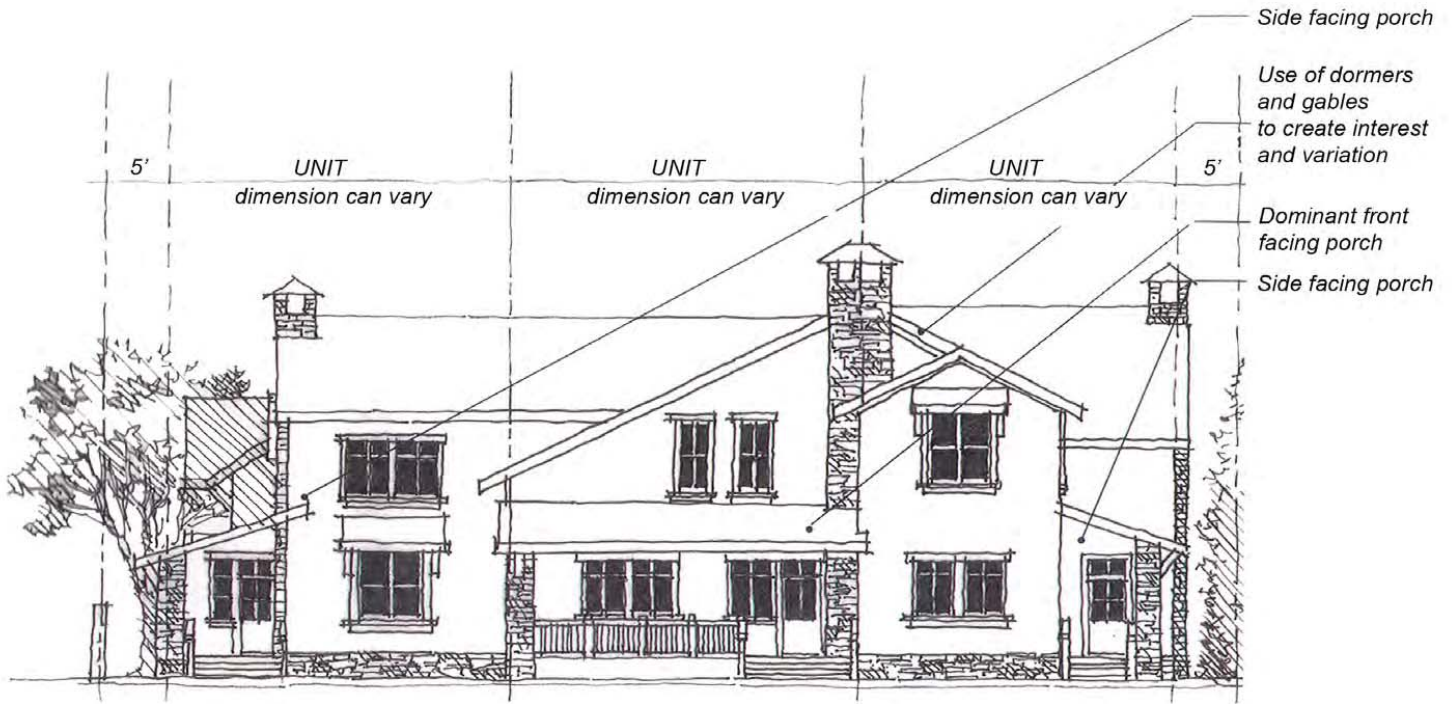 Side facing porch
Use of dormers
and gables
to create interest
and variation
5' UNIT UNIT UNIT 5'
dimension can vary dimension can vary dimension can vary
Dominant front
facing porch
Side facing porch